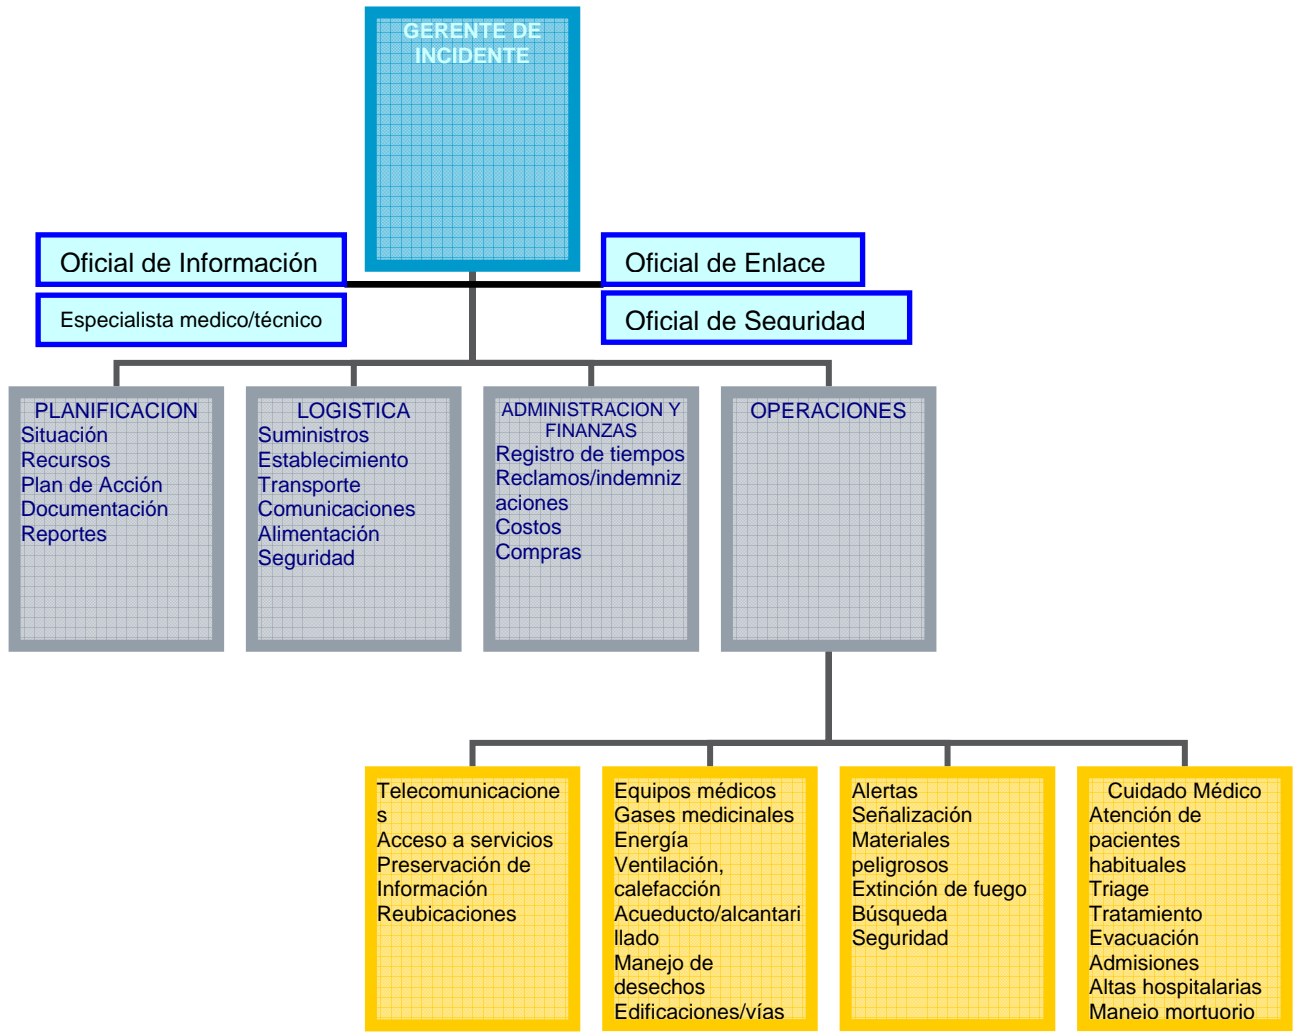 GERENTE DE
INCIDENTE
Oficial de Información
Oficial de Enlace
Especialista medico/técnico
Oficial de Seguridad
PLANIFICACION
Situación
Recursos
Plan de Acción
Documentación
Reportes
LOGISTICA
Suministros
Establecimiento
Transporte
Comunicaciones
Alimentación
Seguridad
ADMINISTRACION Y
FINANZAS
Registro de tiempos
Reclamos/indemniz
aciones
Costos
Compras
OPERACIONES
Telecomunicacione
s
Acceso a servicios
Preservación de
Información
Reubicaciones
Equipos médicos
Gases medicinales
Energía
Ventilación,
calefacción
Acueducto/alcantari
llado
Manejo de
desechos
Edificaciones/vías
Alertas
Señalización
Materiales
peligrosos
Extinción de fuego
Búsqueda
Seguridad
Cuidado Médico
Atención de
pacientes
habituales
Triage
Tratamiento
Evacuación
Admisiones
Altas hospitalarias
Manejo mortuorio